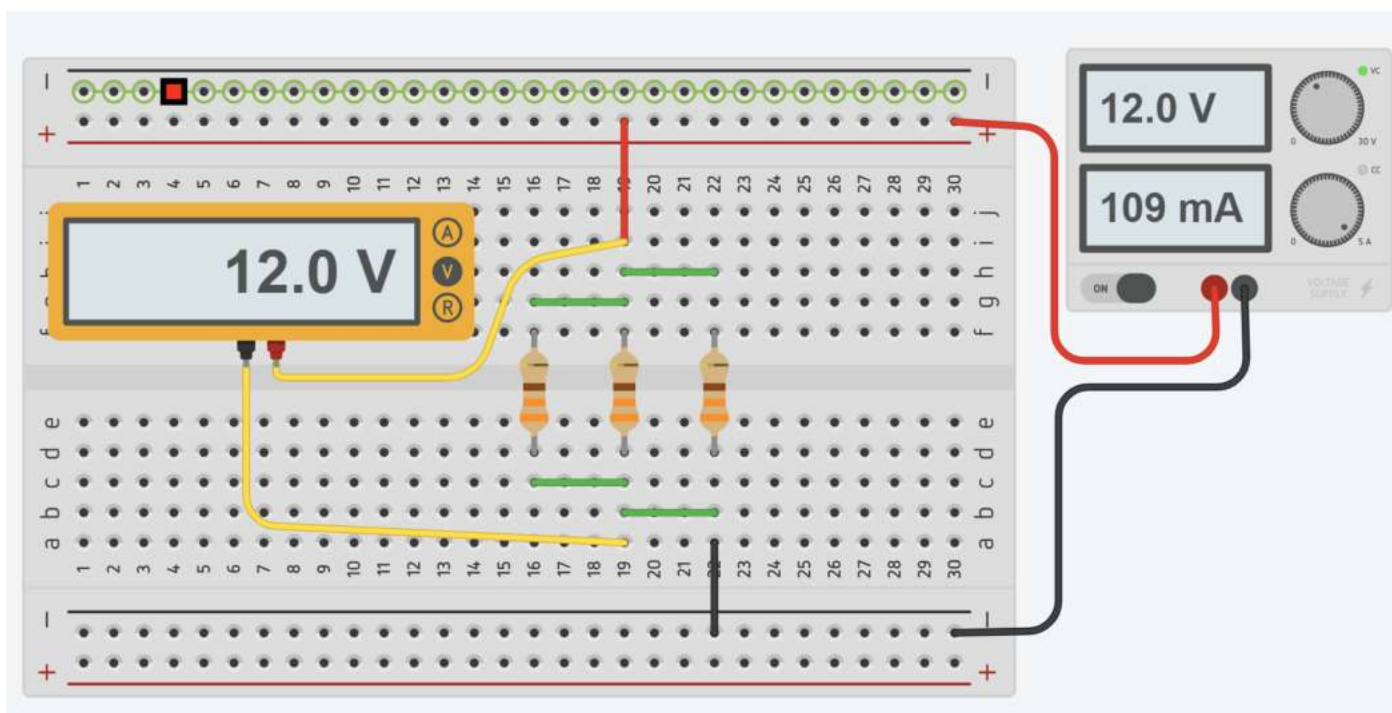 − −
+ +
1 2 3 4 5 6 7 8 9 10 11 12 13 14 15 16 17 18 20 21 22 23 24 25 26 27 28 29 30
j
i
h h
g
f f
12.0 V
A
V
R
e e
d d
c c
b b
a a
1 2 3 4 5 6 7 8 9 10 11 12 13 14 15 16 17 18 19 20 21 23 24 25 26 27 28 29 30
− −
+ +
12.0 V
VC
0 30 V
109 mA
CC
0 5 A
ON
VOLTAGE
SUPPLY